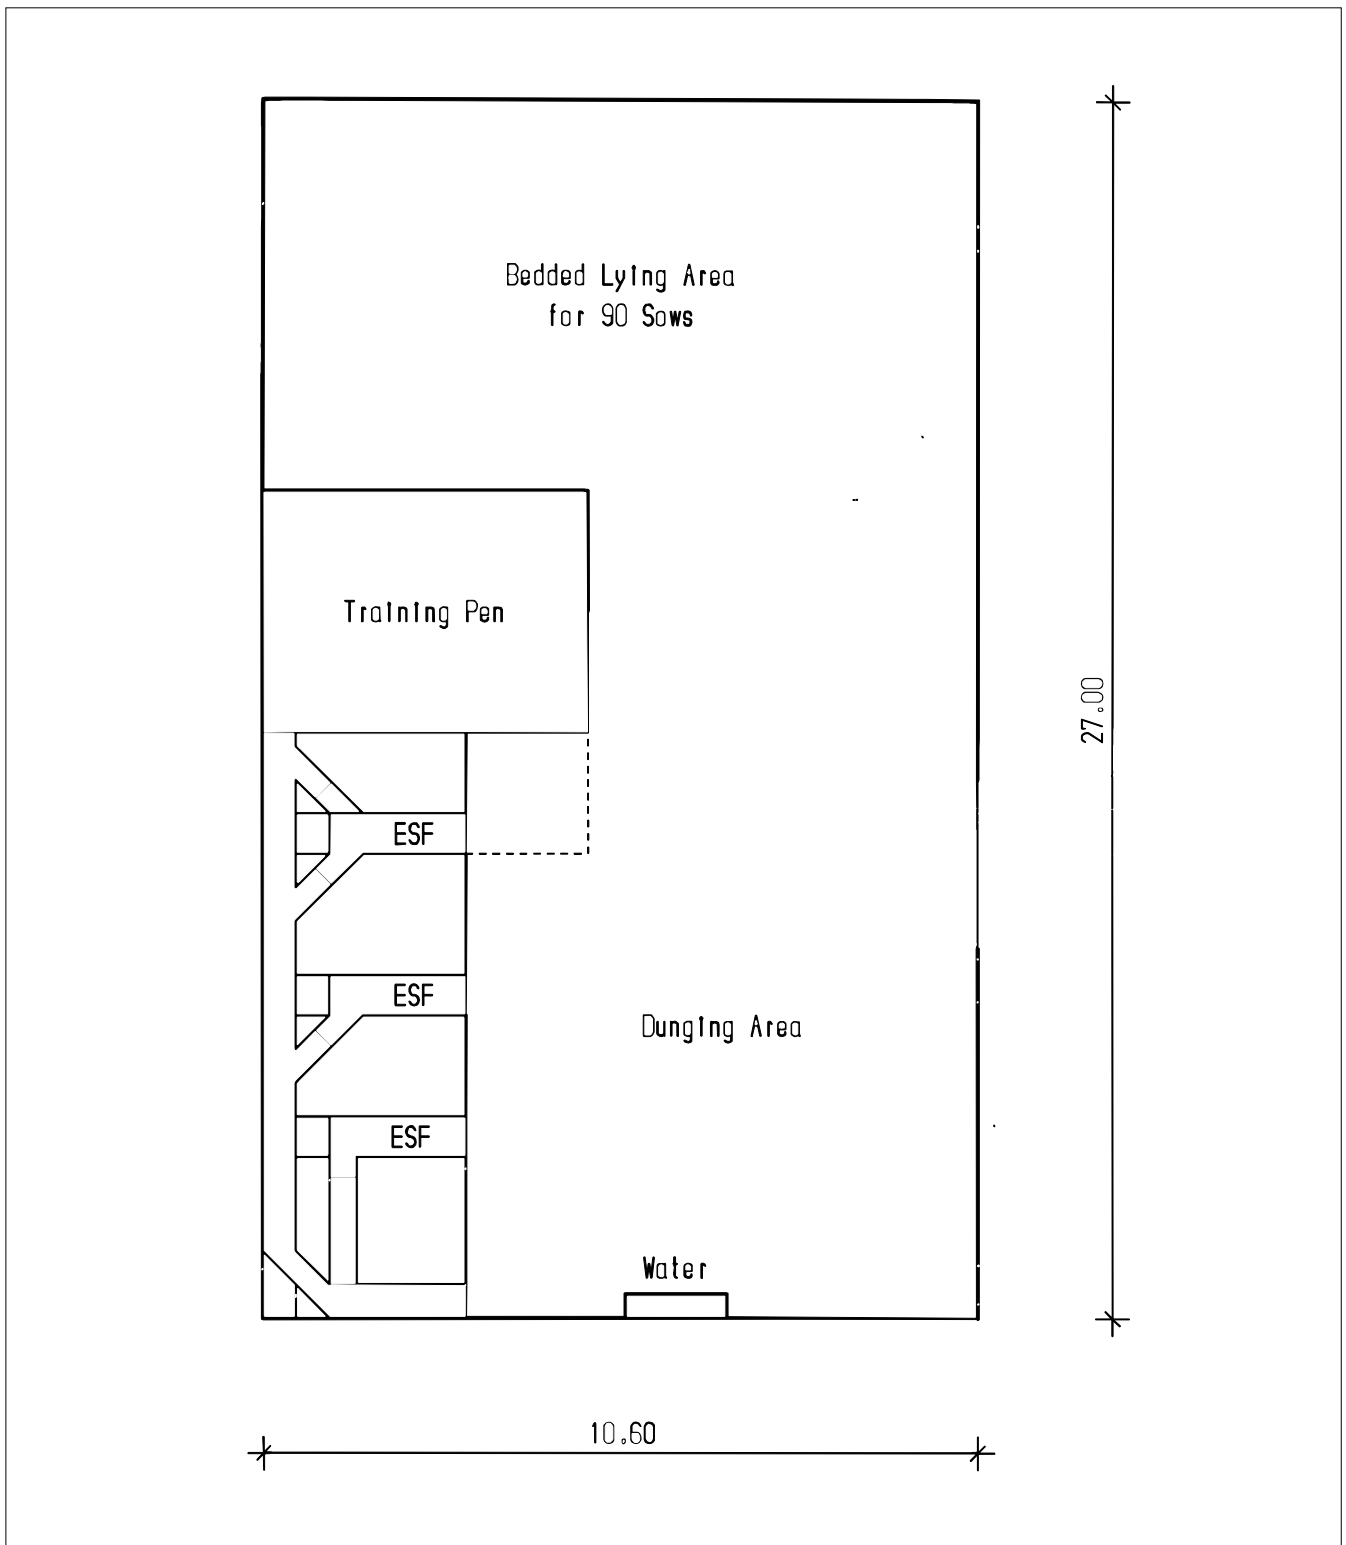 Bedded Lying Area
for 90 Sows
Training Pen
27.00
ESF
ESF
Dunging Area
ESF
Water
10.60